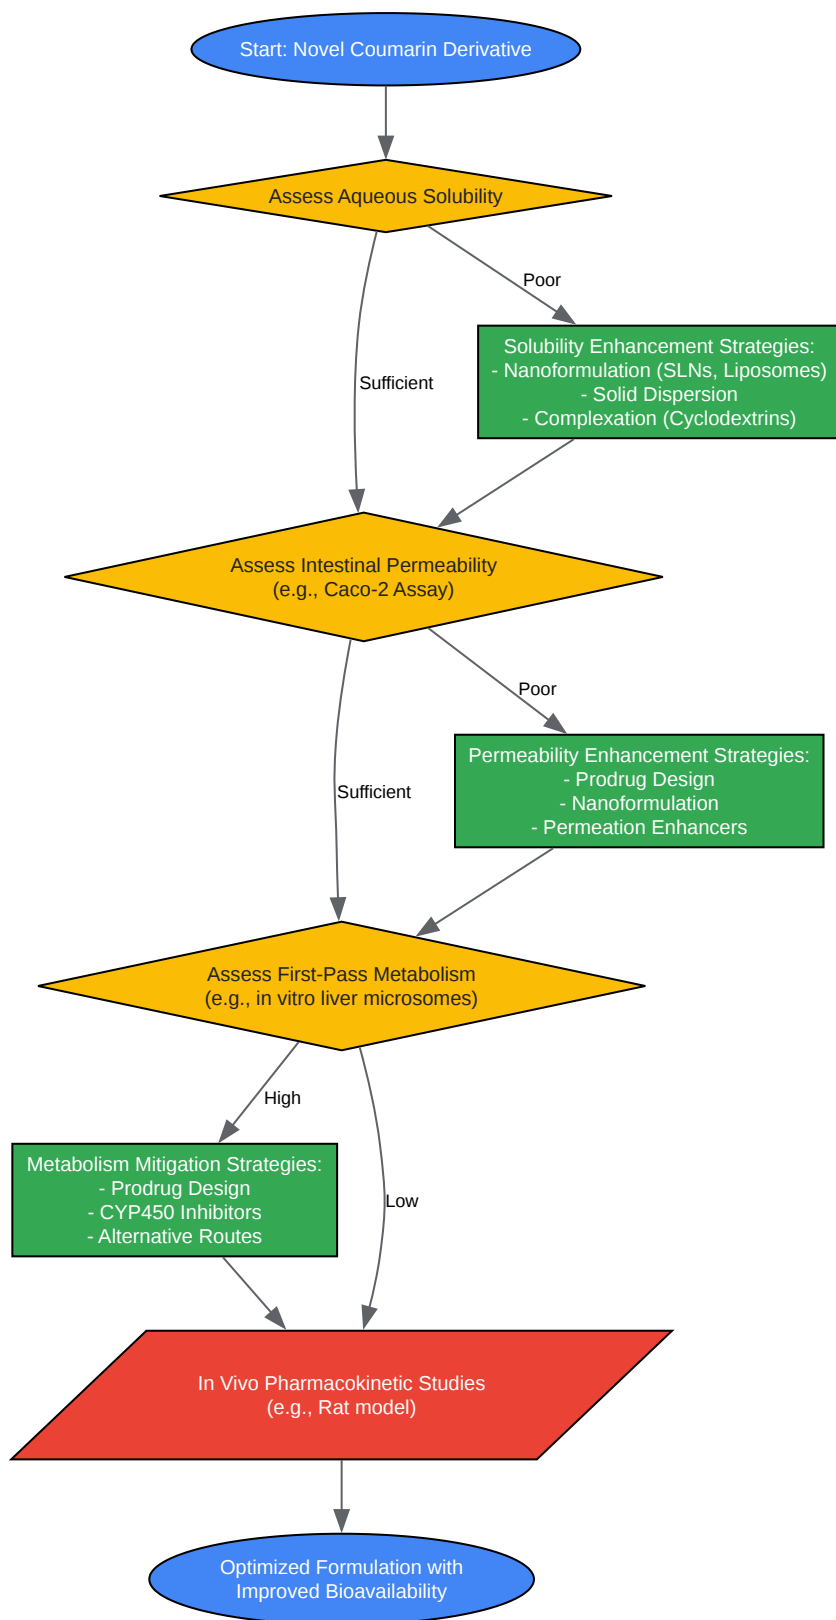 Start: Novel Coumarin Derivative
Assess Aqueous Solubility
Poor
Solubility Enhancement Strategies:
- Nanoformulation (SLNs, Liposomes)
- Solid Dispersion
- Complexation (Cyclodextrins)
Sufficient
Assess Intestinal Permeability
(e.g., Caco-2 Assay)
Poor
Permeability Enhancement Strategies:
- Prodrug Design
- Nanoformulation
- Permeation Enhancers
Sufficient
Assess First-Pass Metabolism
(e.g., in vitro liver microsomes)
High
Metabolism Mitigation Strategies:
- Prodrug Design
- CYP450 Inhibitors
- Alternative Routes
Low
In Vivo Pharmacokinetic Studies
(e.g., Rat model)
Optimized Formulation with
Improved Bioavailability